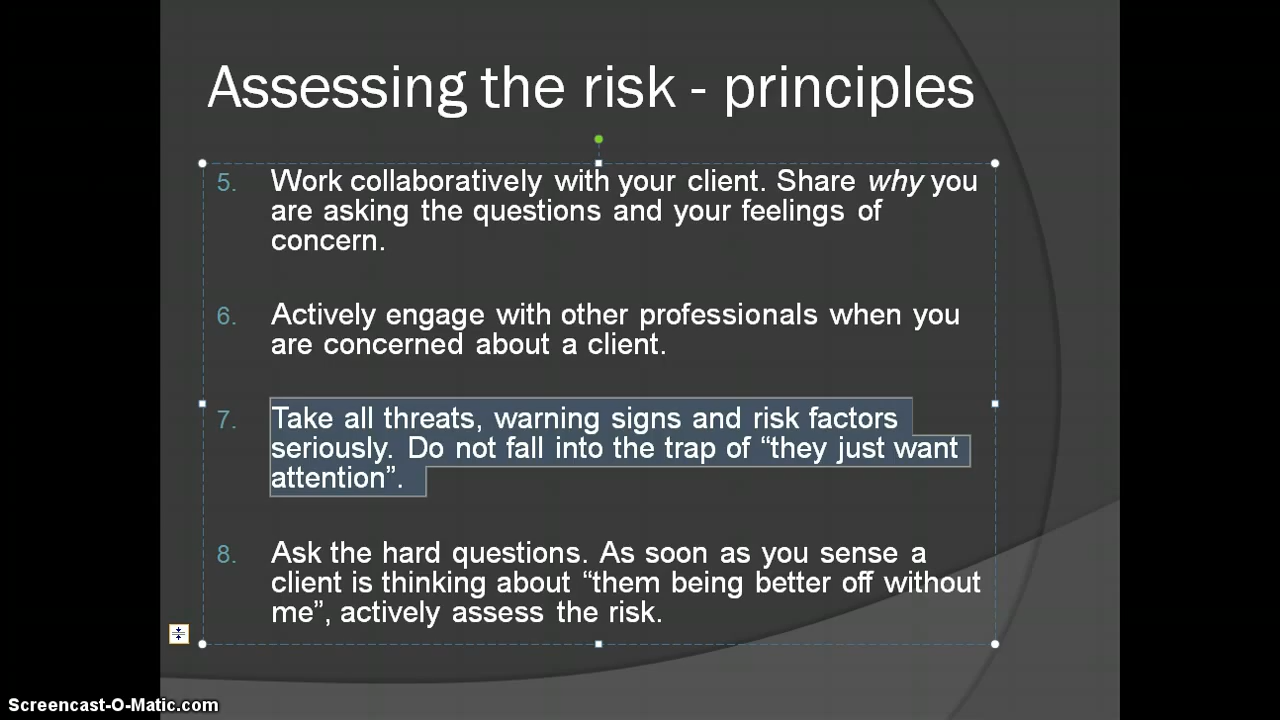 Assessing the risk - principles
5. Work collaboratively with your client. Share why you
are asking the questions and your feelings of
concern.
6. Actively engage with other professionals when you
are concerned about a client.
7. Take all threats, warning signs and risk factors
seriously. Do not fall into the trap of “they just want
attention”.
8. Ask the hard questions. As soon as you sense a
client is thinking about “them being better off without
me”, actively assess the risk.
Screencast-O-Matic.com